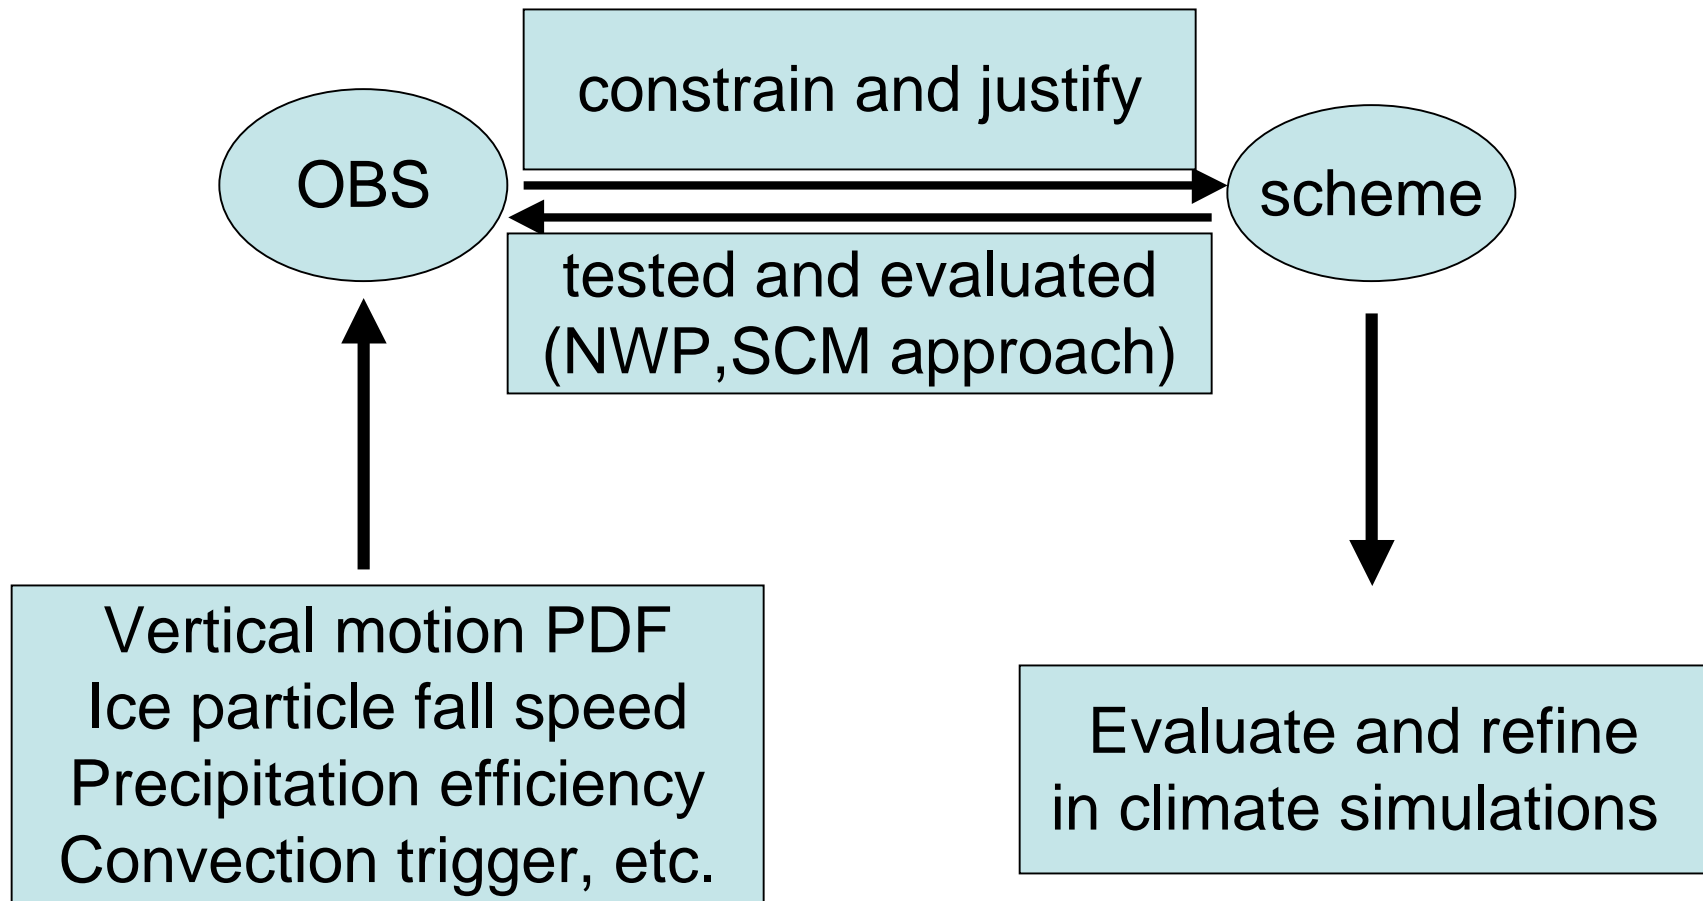 constrain and justify
OBS
scheme
tested and evaluated
(NWP,SCM approach)
Vertical motion PDF
Ice particle fall speed
Precipitation efficiency
Convection trigger, etc.
Evaluate and refine
in climate simulations